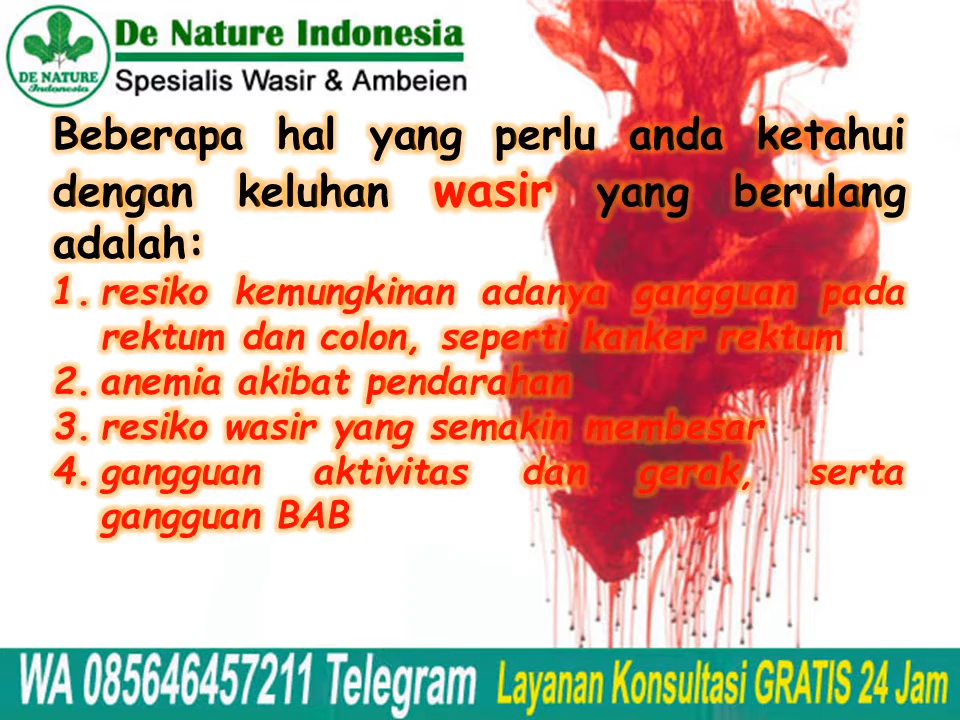 De Nature Indonesia
Spesialis Wasir & Ambeien
DE NATURE
Indonesia
Beberapa hal yang perlu anda ketahui
dengan keluhan wasir yang berulang
adalah:
1. resiko kemungkinan adanya gangguan pada
rektum dan colon, seperti kanker rektum
2. anemia akibat pendarahan
3. resiko wasir yang semakin membesar
4. gangguan aktivitas dan gerak, serta
gangguan BAB
WA 085646457211 Telegram Layanan Konsultasi GRATIS 24 Jam